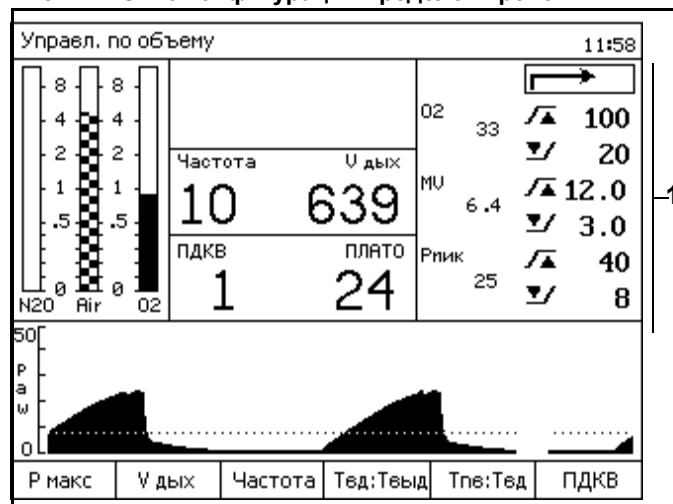 Управл. по объему 11:58
8 8
4 4
2 2
1 1
.5 .5
0 0
N2O Air O2
Частота V дых
10 639
ПДКВ ПЛАТО
1 24
O2 33 100
20
MV 6.4 12.0
3.0
Рпик 25 40
8
1
50
Paw
0
Р макс V дых Частота Твд:Твыд Тпв:Твд ПДКВ